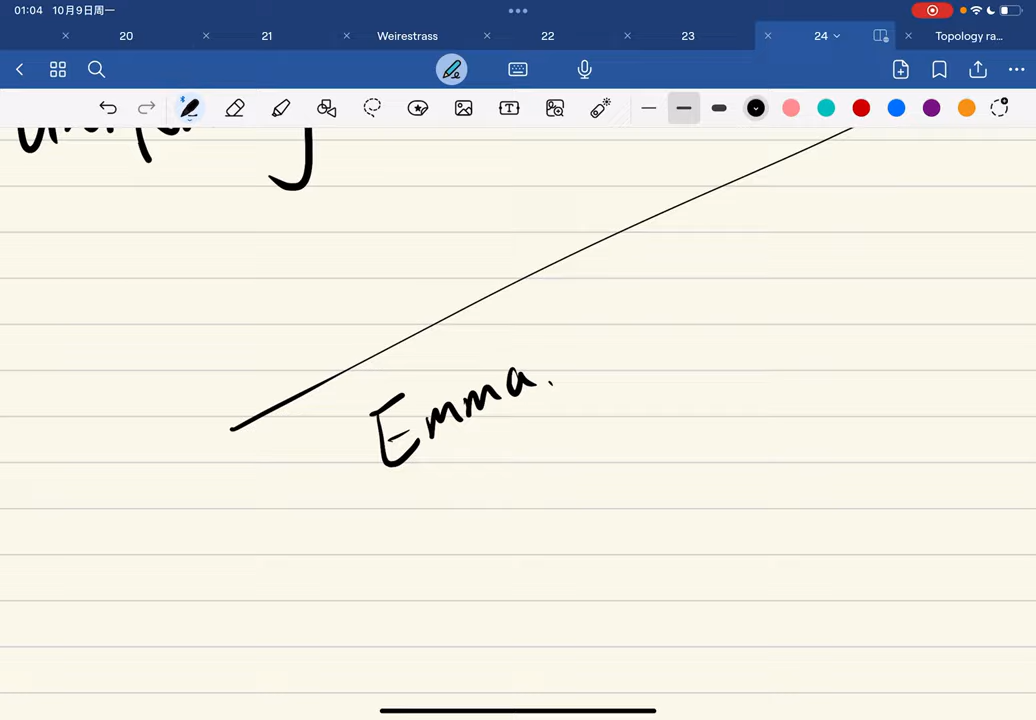 01:04 10月9日周一
20 21 Weirestrass 22 23 24 Topology ra...
Emma.